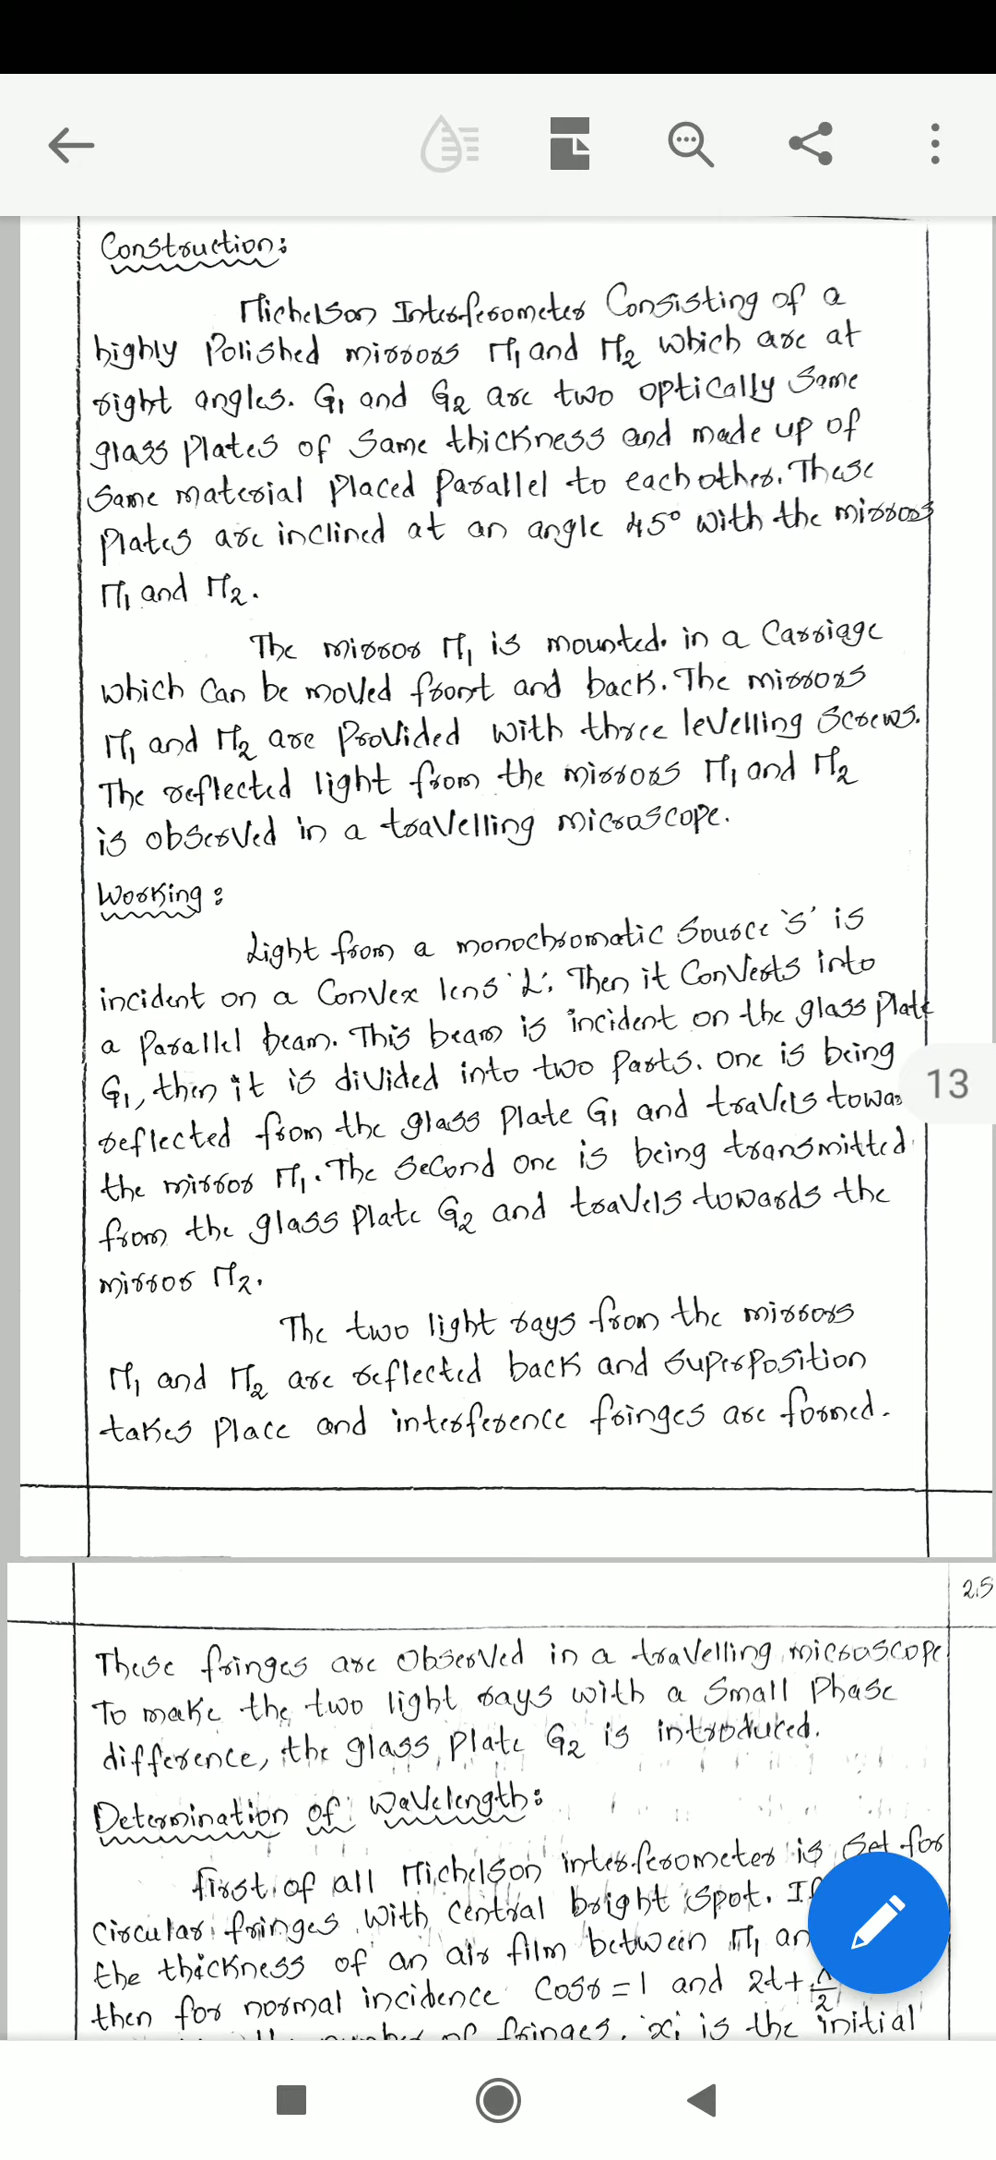 Construction:
Michelson Interferometer Consisting of a
highly Polished mirrors M1 and M2 which are at
right angles. G1 and G2 are two optically Same
glass Plates of Same thickness and made up of
Same material Placed Parallel to each other. These
Plates are inclined at an angle 45° with the mirrors
M1 and M2.
The mirror M1 is mounted in a Carriage
which Can be moved front and back. The mirrors
M1 and M2 are Provided with three levelling Screws.
The reflected light from the mirrors M1 and M2
is observed in a travelling microscope.
Working:
Light from a monochromatic Source 'S' is
incident on a Convex lens 'L'. Then it Converts into
a Parallel beam. This beam is incident on the glass Plate
G1, then it is divided into two Parts. One is being
reflected from the glass Plate G1 and travels towa
13
the mirror M1. The Second one is being transmitted
from the glass Plate G2 and travels towards the
mirror M2.
The two light rays from the mirrors
M1 and M2 are reflected back and Superposition
takes Place and interference fringes are formed.
25
These fringes are Observed in a travelling microscope
To make the two light rays with a Small Phase
difference, the glass Plate G2 is introduced.
Determination of Wavelength:
First of all Michelson interferometer is Set for
Circular fringes with Central bright Spot. If
the thickness of an air film between M1 an
then for normal incidence Cosr = 1 and 2t + λ/2
of fringes. x1 is the initial